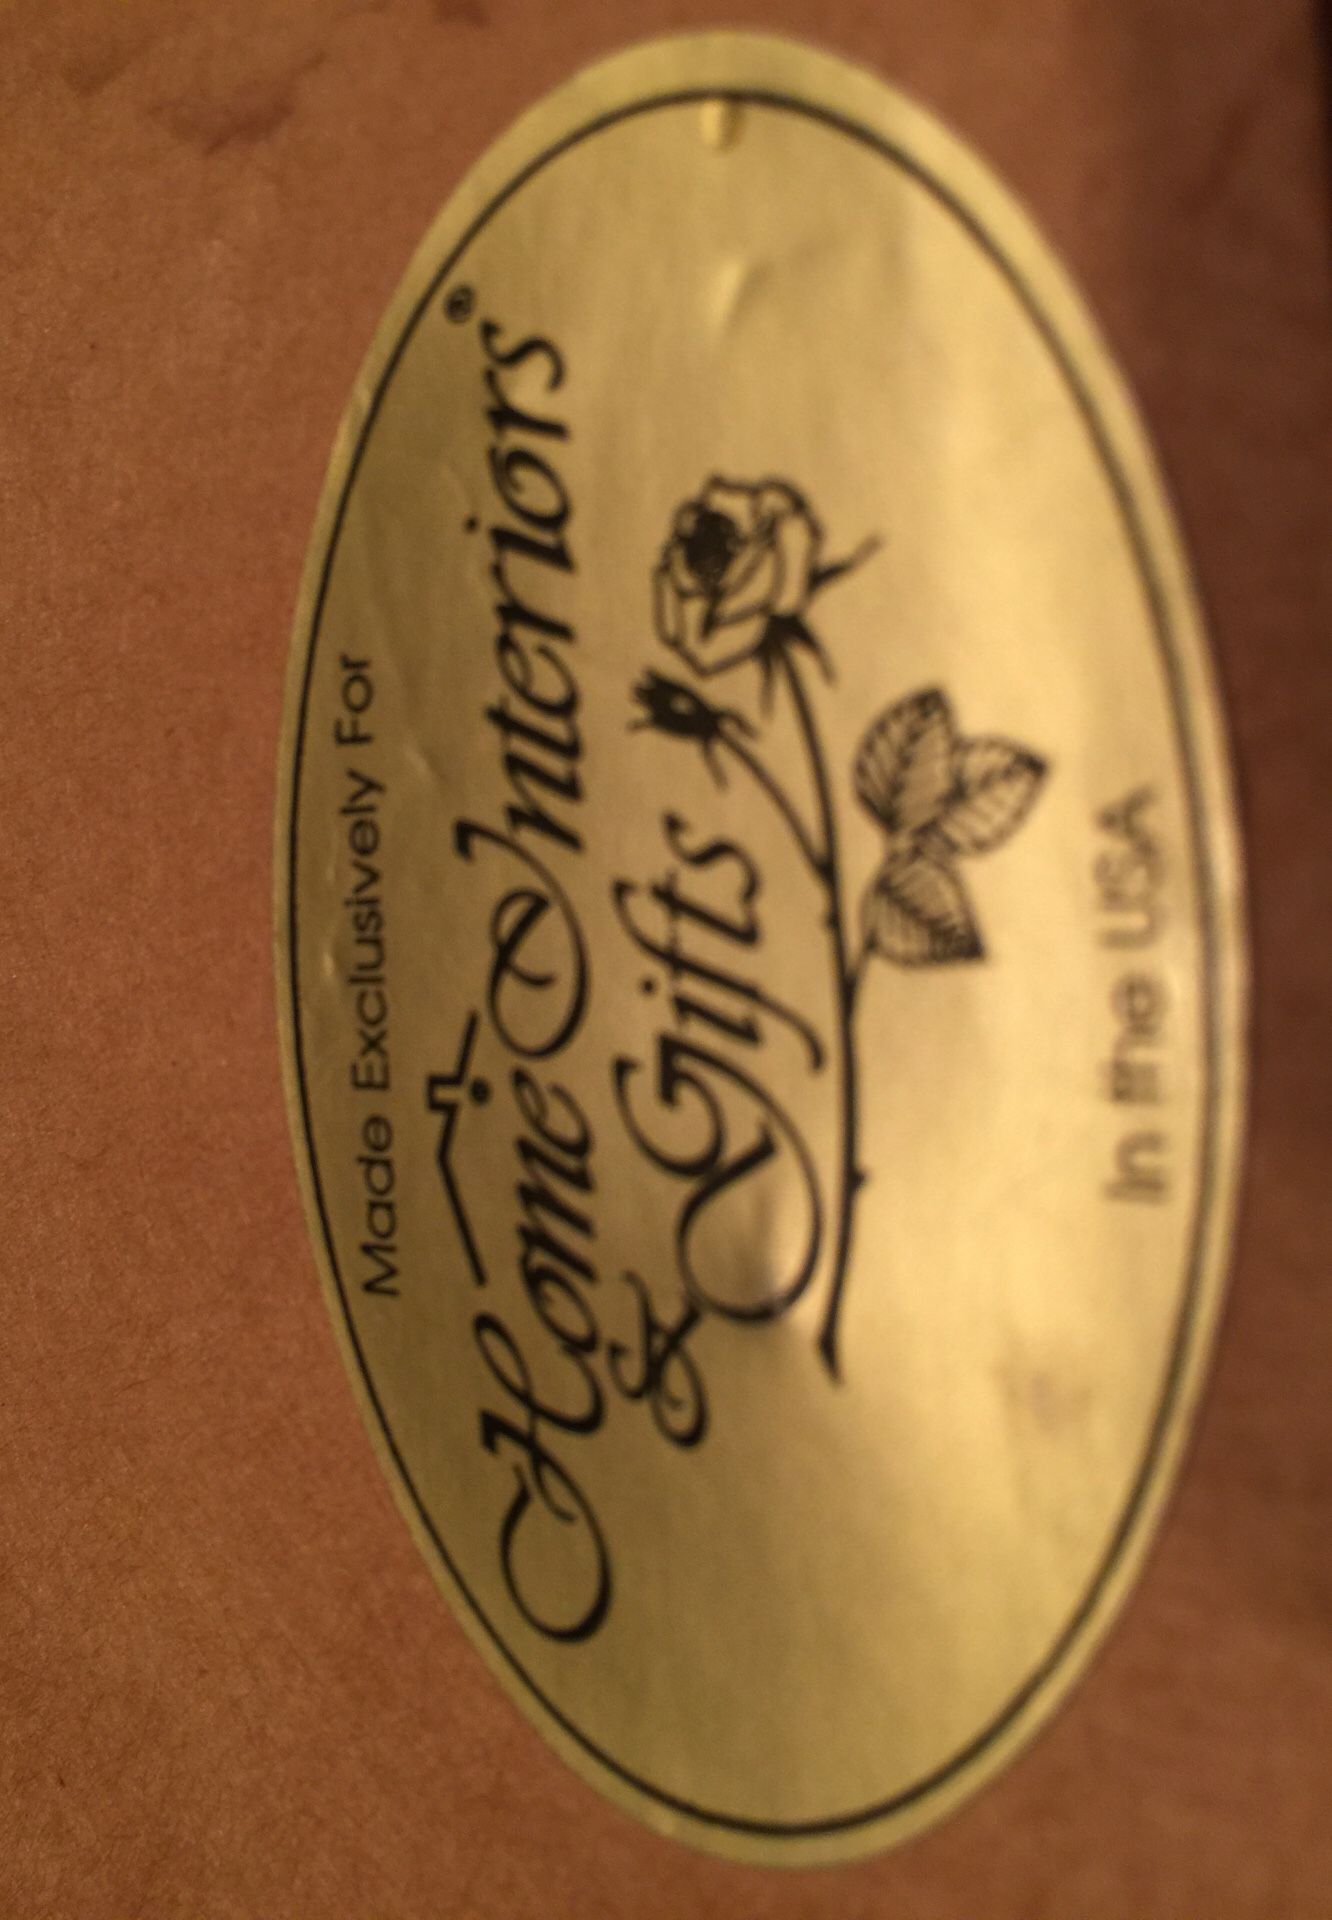 Made Exclusively For
Home Interiors®
& Gifts
In the USA